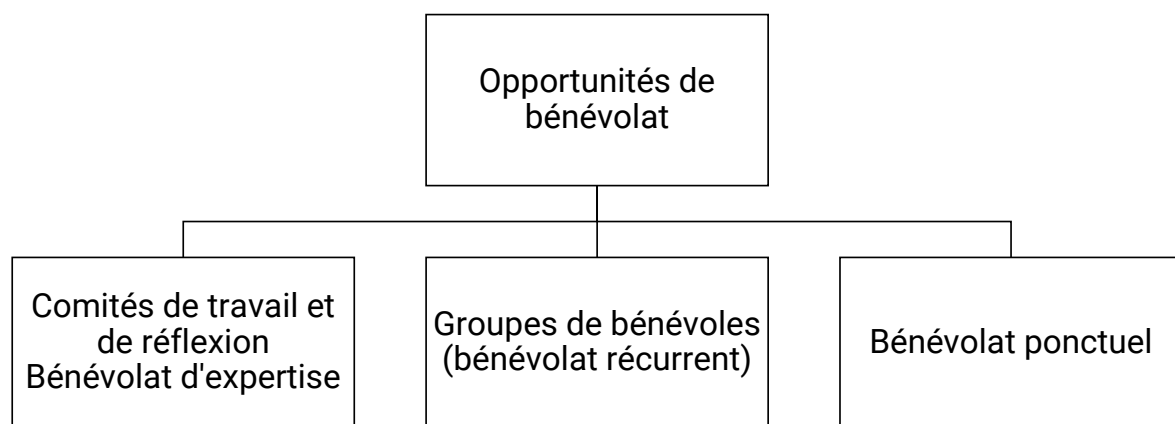 Opportunités de
bénévolat
Comités de travail et
de réflexion
Bénévolat d'expertise
Groupes de bénévoles
(bénévolat récurrent)
Bénévolat ponctuel